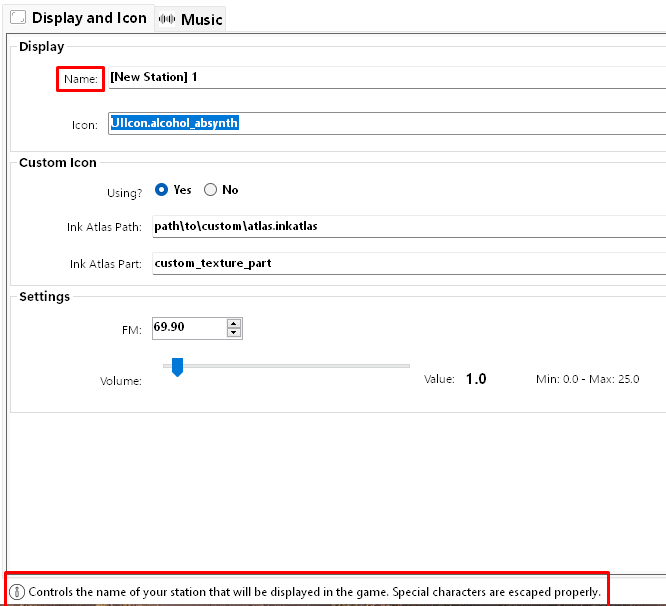 Display and Icon
Music
Display
Name:
[New Station] 1
Icon:
UIIcon.alcohol_absynth
Custom Icon
Using?
Yes
No
Ink Atlas Path:
path\to\custom\atlas.inkatlas
Ink Atlas Part:
custom_texture_part
Settings
FM:
69.90
Volume:
Value:
1.0
Min: 0.0 - Max: 25.0
Controls the name of your station that will be displayed in the game. Special characters are escaped properly.